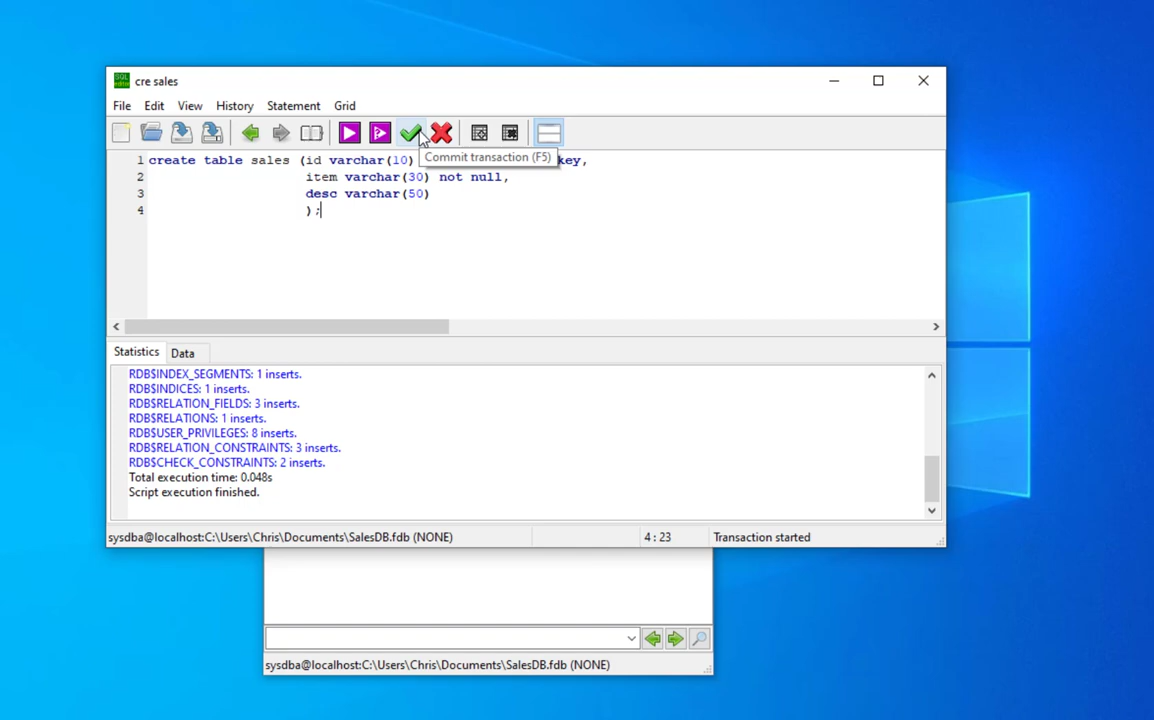 cre sales
File Edit View History Statement Grid
1 create table sales (id varchar(10) key,
Commit transaction (F5)
2 item varchar(30) not null,
3 desc varchar(50)
4 );
Statistics Data
RDB$INDEX_SEGMENTS: 1 inserts.
RDB$INDICES: 1 inserts.
RDB$RELATION_FIELDS: 3 inserts.
RDB$RELATIONS: 1 inserts.
RDB$USER_PRIVILEGES: 8 inserts.
RDB$RELATION_CONSTRAINTS: 3 inserts.
RDB$CHECK_CONSTRAINTS: 2 inserts.
Total execution time: 0.048s
Script execution finished.
sysdba@localhost:C:\Users\Chris\Documents\SalesDB.fdb (NONE) 4 : 23 Transaction started
sysdba@localhost:C:\Users\Chris\Documents\SalesDB.fdb (NONE)